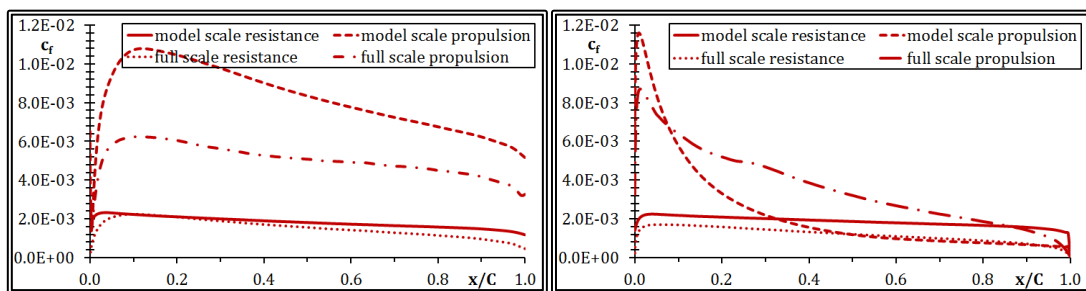 1.2E-02
1.0E-02
8.0E-03
6.0E-03
4.0E-03
2.0E-03
0.0E+00
cf
model scale resistance
model scale propulsion
full scale resistance
full scale propulsion
0.0
0.2
0.4
0.6
0.8
x/C
1.0
1.2E-02
1.0E-02
8.0E-03
6.0E-03
4.0E-03
2.0E-03
0.0E+00
cf
model scale resistance
model scale propulsion
full scale resistance
full scale propulsion
0.0
0.2
0.4
0.6
0.8
x/C
1.0